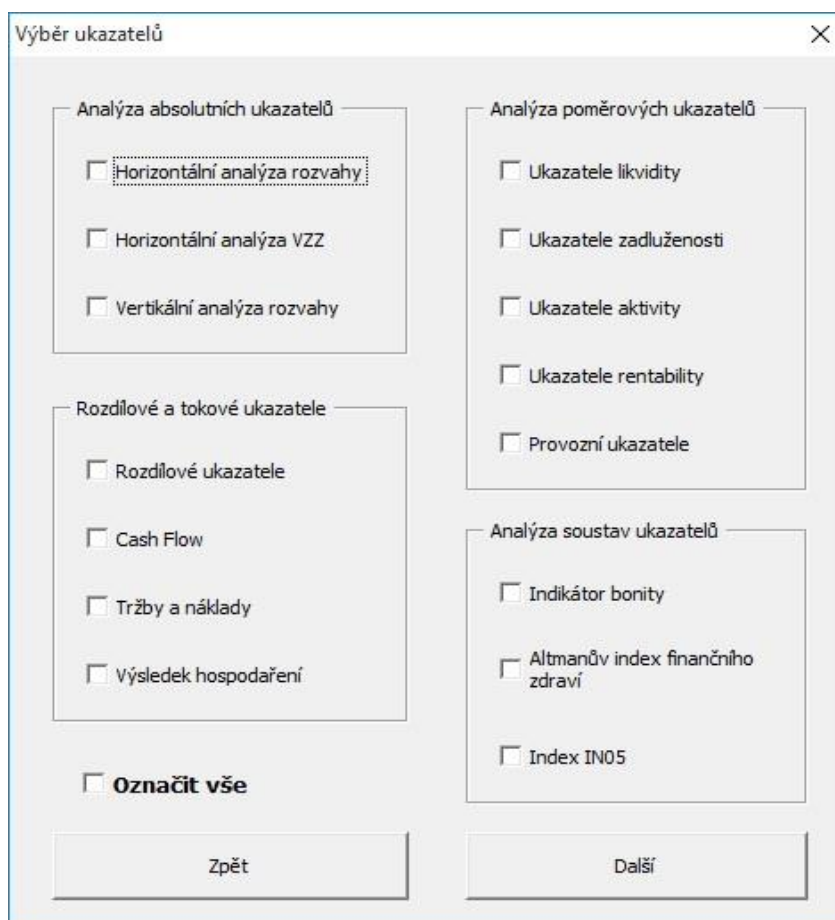 Výběr ukazatelů
Analýza absolutních ukazatelů
Horizontální analýza rozvahy
Horizontální analýza VZZ
Vertikální analýza rozvahy
Rozdílové a tokové ukazatele
Rozdílové ukazatele
Cash Flow
Tržby a náklady
Výsledek hospodaření
Označit vše
Zpět
Analýza poměrových ukazatelů
Ukazatele likvidity
Ukazatele zadluženosti
Ukazatele aktivity
Ukazatele rentability
Provozní ukazatele
Analýza soustav ukazatelů
Indikátor bonity
Altmanův index finančního
zdraví
Index IN05
Další